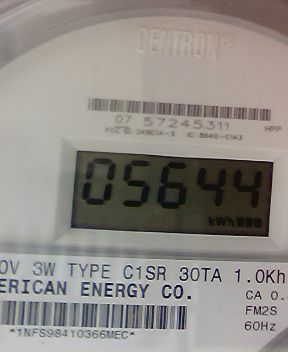 CENTRON®
07 57245311
HPP
05644
kWh
0V 3W TYPE C1SR 30TA 1.0Kh
ERICAN ENERGY CO.
CA 0.
FM2S
60Hz
*1NFS98410366MEC*